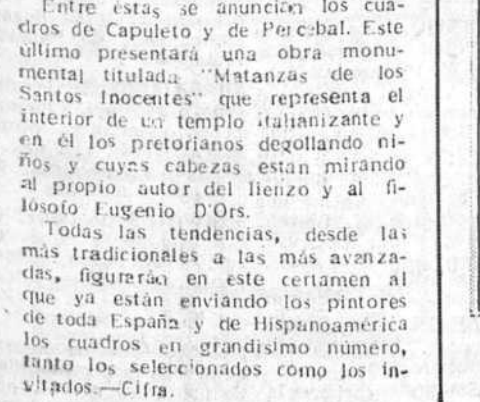 Entre éstas se anuncian los cua-
dros de Capuleto y de Percebal. Este
último presentará una obra monu-
mental titulada "Matanzas de los
Santos Inocentes" que representa el
interior de un templo italianizante y
en él los pretorianos degollando ni-
ños y cuyas cabezas estan mirando
al propio autor del lienzo y al fi-
lósofo Eugenio D'Ors.
Todas las tendencias, desde las
más tradicionales a las más avanza-
das, figurarán en este certamen al
que ya están enviando los pintores
de toda España y de Hispanoamérica
los cuadros en grandísimo número,
tanto los seleccionados como los in-
vitados.—Cifra.